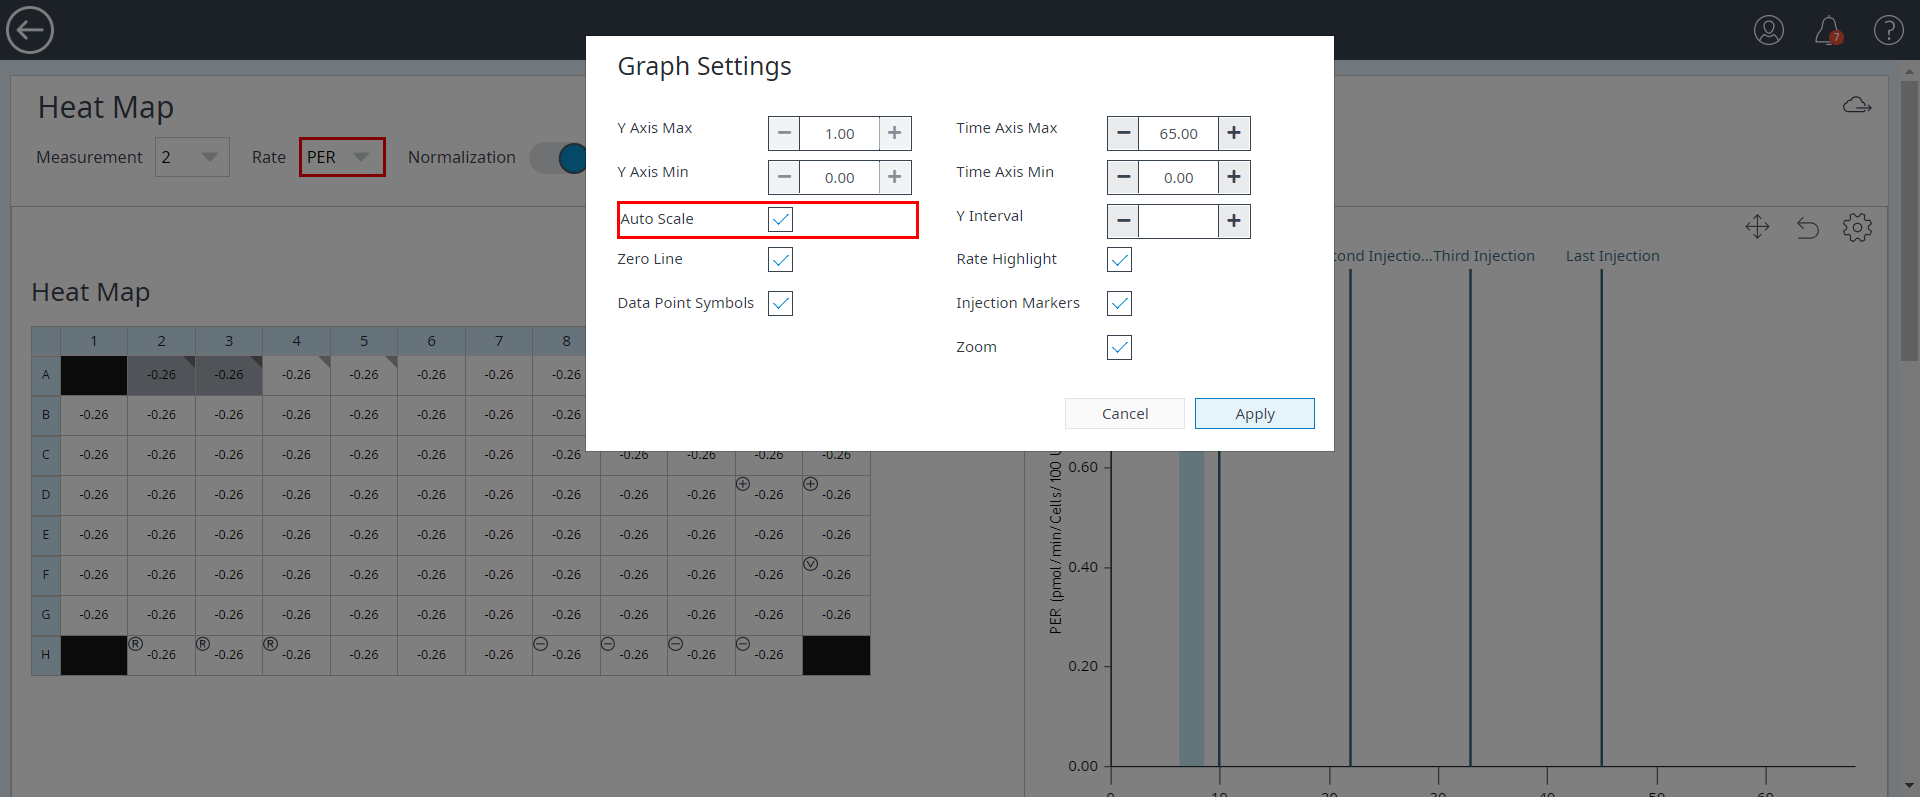 7
Graph Settings
Y Axis Max 1.00 Time Axis Max 65.00
Y Axis Min 0.00 Time Axis Min 0.00
Auto Scale Y Interval
Zero Line Rate Highlight
Data Point Symbols Injection Markers
Zoom
Cancel Apply
Heat Map
Measurement 2 Rate PER Normalization
Heat Map
1 2 3 4 5 6 7 8
A -0.26 -0.26 -0.26 -0.26 -0.26 -0.26 -0.26
B -0.26 -0.26 -0.26 -0.26 -0.26 -0.26 -0.26 -0.26
C -0.26 -0.26 -0.26 -0.26 -0.26 -0.26 -0.26 -0.26 -0.26 -0.26 -0.26 -0.26
D -0.26 -0.26 -0.26 -0.26 -0.26 -0.26 -0.26 -0.26 -0.26 -0.26 -0.26 -0.26
E -0.26 -0.26 -0.26 -0.26 -0.26 -0.26 -0.26 -0.26 -0.26 -0.26 -0.26 -0.26
F -0.26 -0.26 -0.26 -0.26 -0.26 -0.26 -0.26 -0.26 -0.26 -0.26 -0.26 V -0.26
G -0.26 -0.26 -0.26 -0.26 -0.26 -0.26 -0.26 -0.26 -0.26 -0.26 -0.26 -0.26
H R -0.26 R -0.26 R -0.26 -0.26 -0.26 -0.26 -0.26 -0.26 -0.26 -0.26
Injectio... Third Injection Last Injection
PER (pmol/min/Cells/100
0.60
0.40
0.20
0.00
0 10 20 30 40 50 60